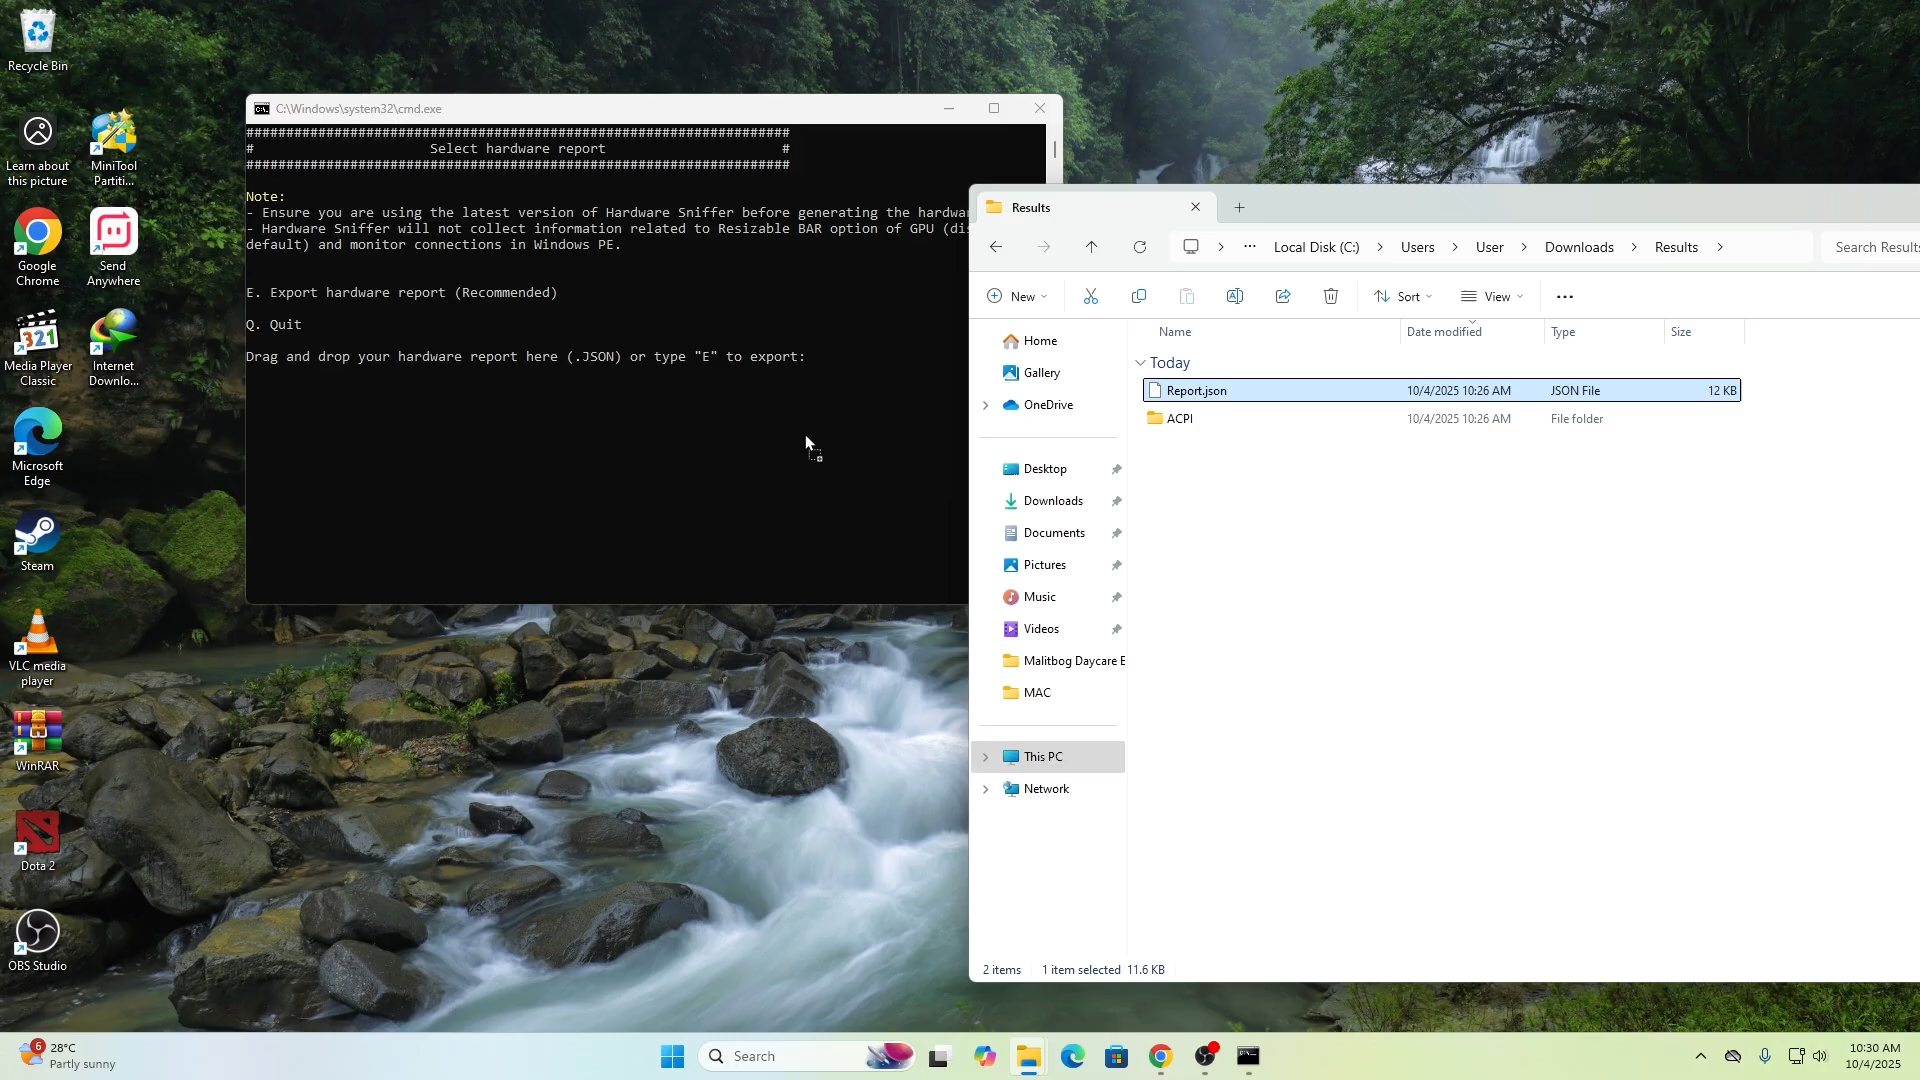 Recycle Bin
Learn about
this picture
MiniTool
Partiti...
Google
Chrome
Send
Anywhere
Media Player
Classic
Internet
Downlo...
Microsoft
Edge
Steam
VLC media
player
WinRAR
Dota 2
OBS Studio
C:\Windows\system32\cmd.exe
####################################################################
# Select hardware report #
####################################################################
Note:
- Ensure you are using the latest version of Hardware Sniffer before generating the hardwa
- Hardware Sniffer will not collect information related to Resizable BAR option of GPU (dis
default) and monitor connections in Windows PE.
E. Export hardware report (Recommended)
Q. Quit
Drag and drop your hardware report here (.JSON) or type "E" to export:
Results
Local Disk (C:) > Users > User > Downloads > Results >
Search Results
New
Sort
View
Name Date modified Type Size
Today
Report.json 10/4/2025 10:26 AM JSON File 12 KB
ACPI 10/4/2025 10:26 AM File folder
Home
Gallery
OneDrive
Desktop
Downloads
Documents
Pictures
Music
Videos
Malitbog Daycare E
MAC
This PC
Network
2 items 1 item selected 11.6 KB
6
28°C
Partly sunny
Search
10:30 AM
10/4/2025